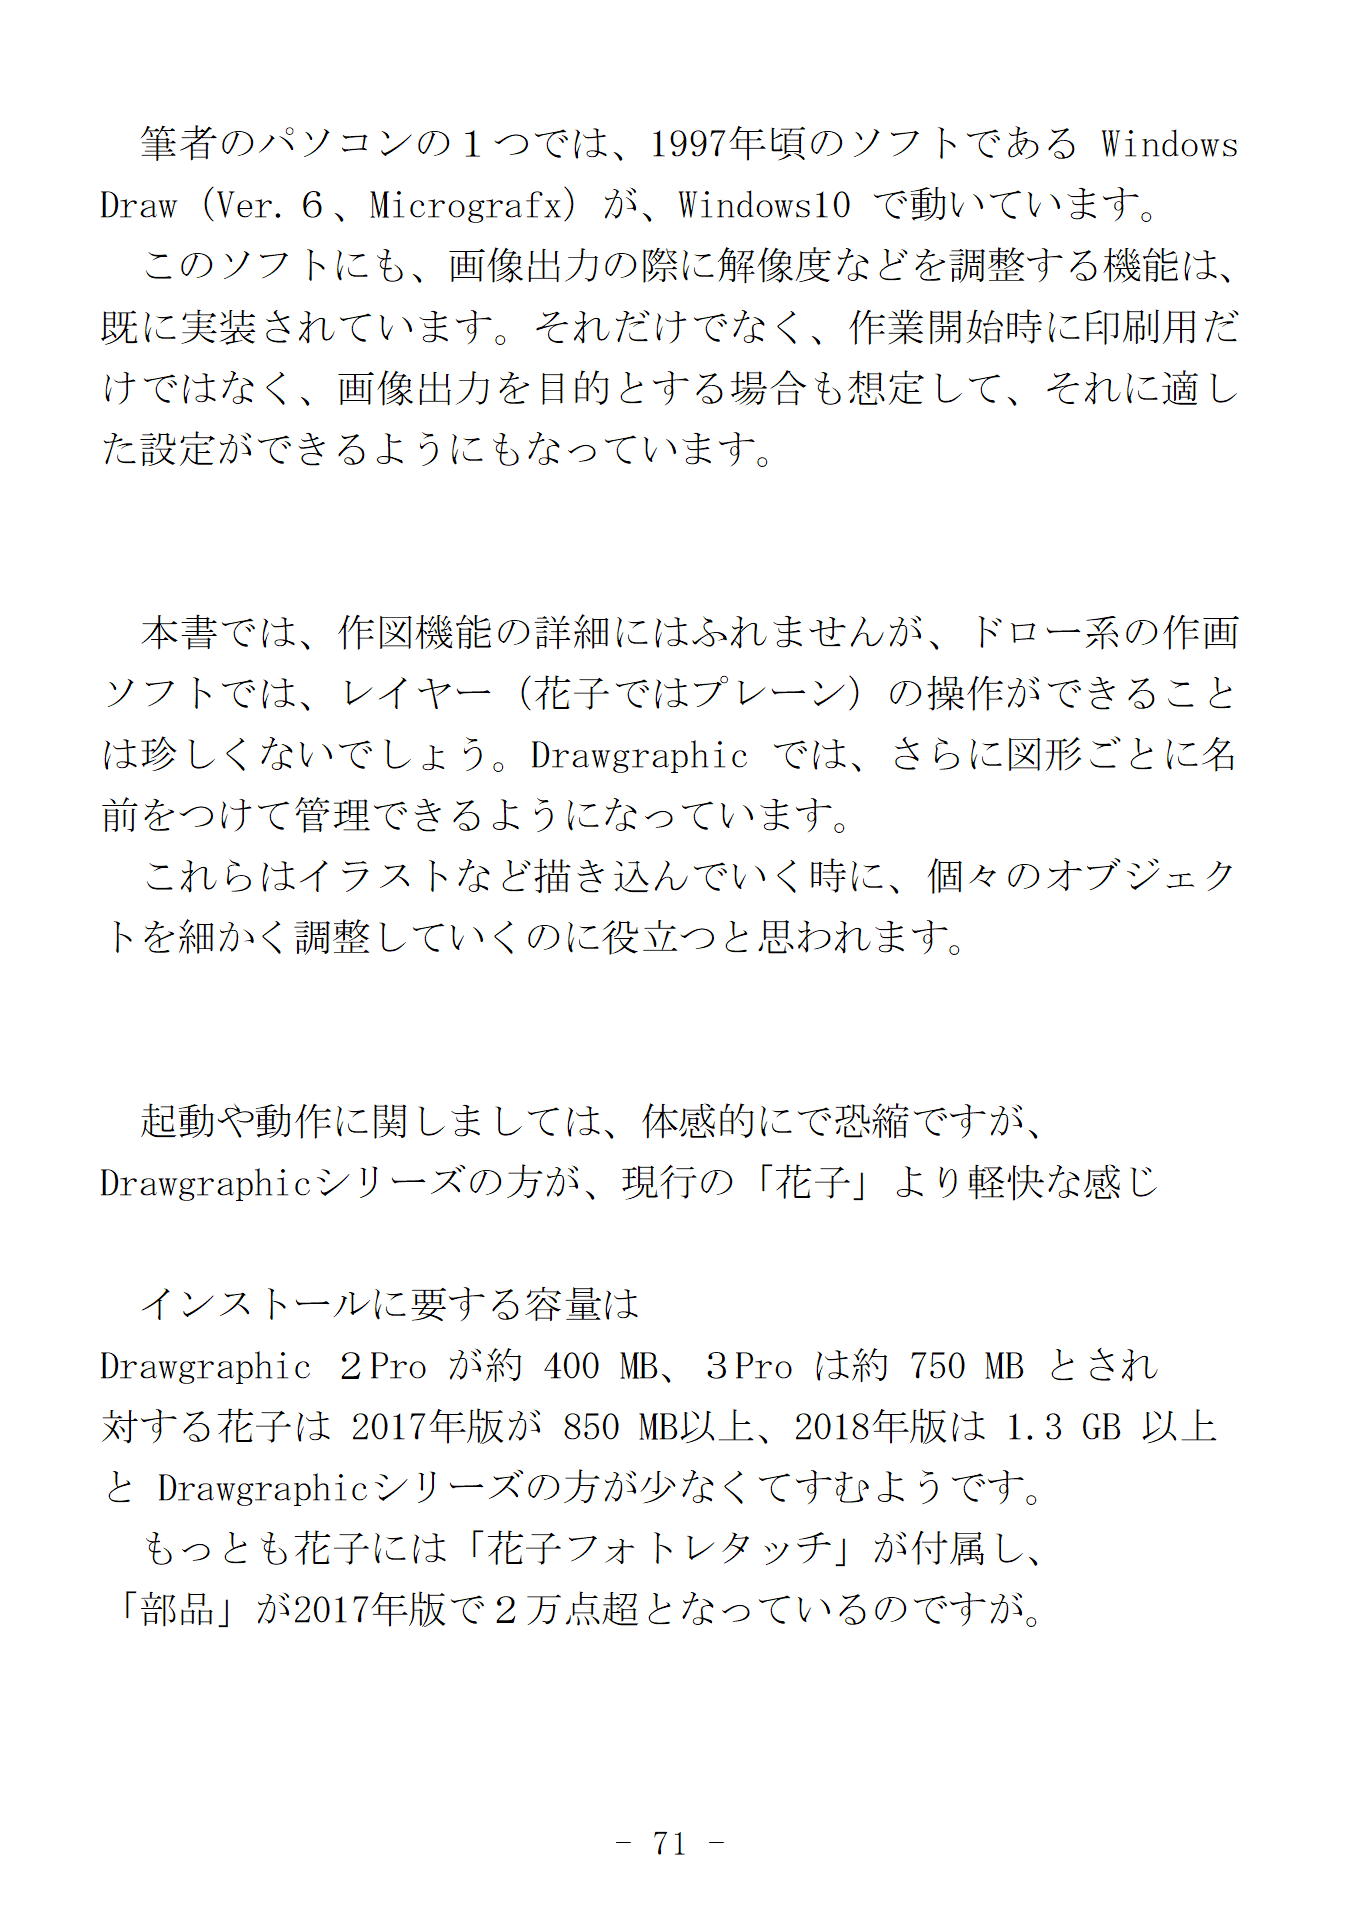 筆者のパソコンの１つでは、1997年頃のソフトである Windows
Draw（Ver.６、Micrografx）が、Windows10 で動いています。
　このソフトにも、画像出力の際に解像度などを調整する機能は、
既に実装されています。それだけでなく、作業開始時に印刷用だ
けではなく、画像出力を目的とする場合も想定して、それに適し
た設定ができるようにもなっています。
　本書では、作図機能の詳細にはふれませんが、ドロー系の作画
ソフトでは、レイヤー（花子ではプレーン）の操作ができること
は珍しくないでしょう。Drawgraphic では、さらに図形ごとに名
前をつけて管理できるようになっています。
　これらはイラストなど描き込んでいく時に、個々のオブジェク
トを細かく調整していくのに役立つと思われます。
　起動や動作に関しましては、体感的にで恐縮ですが、
Drawgraphicシリーズの方が、現行の「花子」より軽快な感じ
　インストールに要する容量は
Drawgraphic ２Pro が約 400 MB、３Pro は約 750 MB とされ
対する花子は 2017年版が 850 MB以上、2018年版は 1.3 GB 以上
と Drawgraphicシリーズの方が少なくてすむようです。
　もっとも花子には「花子フォトレタッチ」が付属し、
「部品」が2017年版で２万点超となっているのですが。
- 71 -